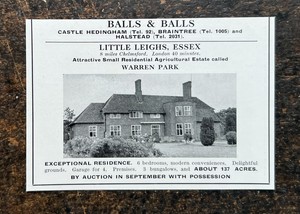 BALLS & BALLS
CASTLE HEDINGHAM (Tel. 92), BRAINTREE (Tel. 1005) and
HALSTEAD (Tel. 2031).
LITTLE LEIGHS, ESSEX
8 miles Chelmsford. London 40 minutes.
Attractive Small Residential Agricultural Estate called
WARREN PARK
EXCEPTIONAL RESIDENCE. 6 bedrooms, modern conveniences. Delightful
grounds. Garage for 4. Premises. 3 bungalows, and ABOUT 127 ACRES.
BY AUCTION IN SEPTEMBER WITH POSSESSION